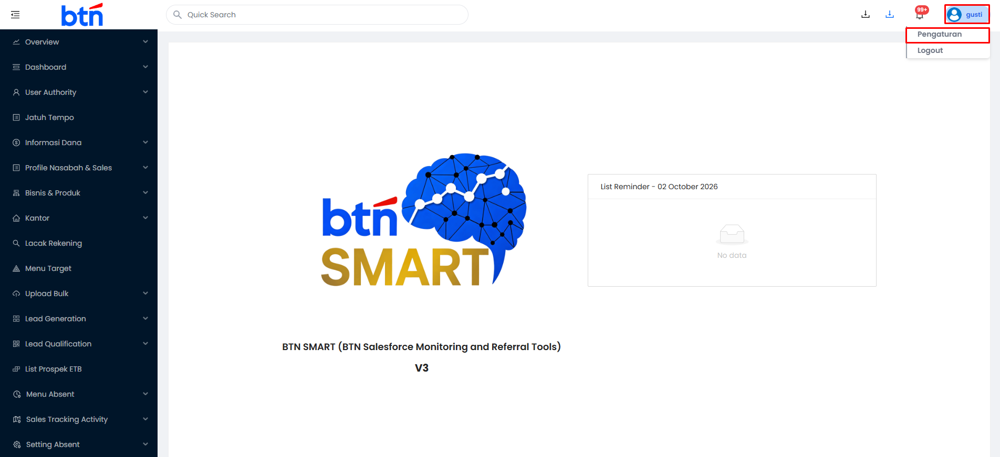 btn
Quick Search
99+
gusti
Pengaturan
Logout
Overview
Dashboard
User Authority
Jatuh Tempo
Informasi Dana
Profile Nasabah & Sales
Bisnis & Produk
Kantor
Lacak Rekening
Menu Target
Upload Bulk
Lead Generation
Lead Qualification
List Prospek ETB
Menu Absent
Sales Tracking Activity
Setting Absent
btn
SMART
BTN SMART (BTN Salesforce Monitoring and Referral Tools)
V3
List Reminder - 02 October 2026
No data